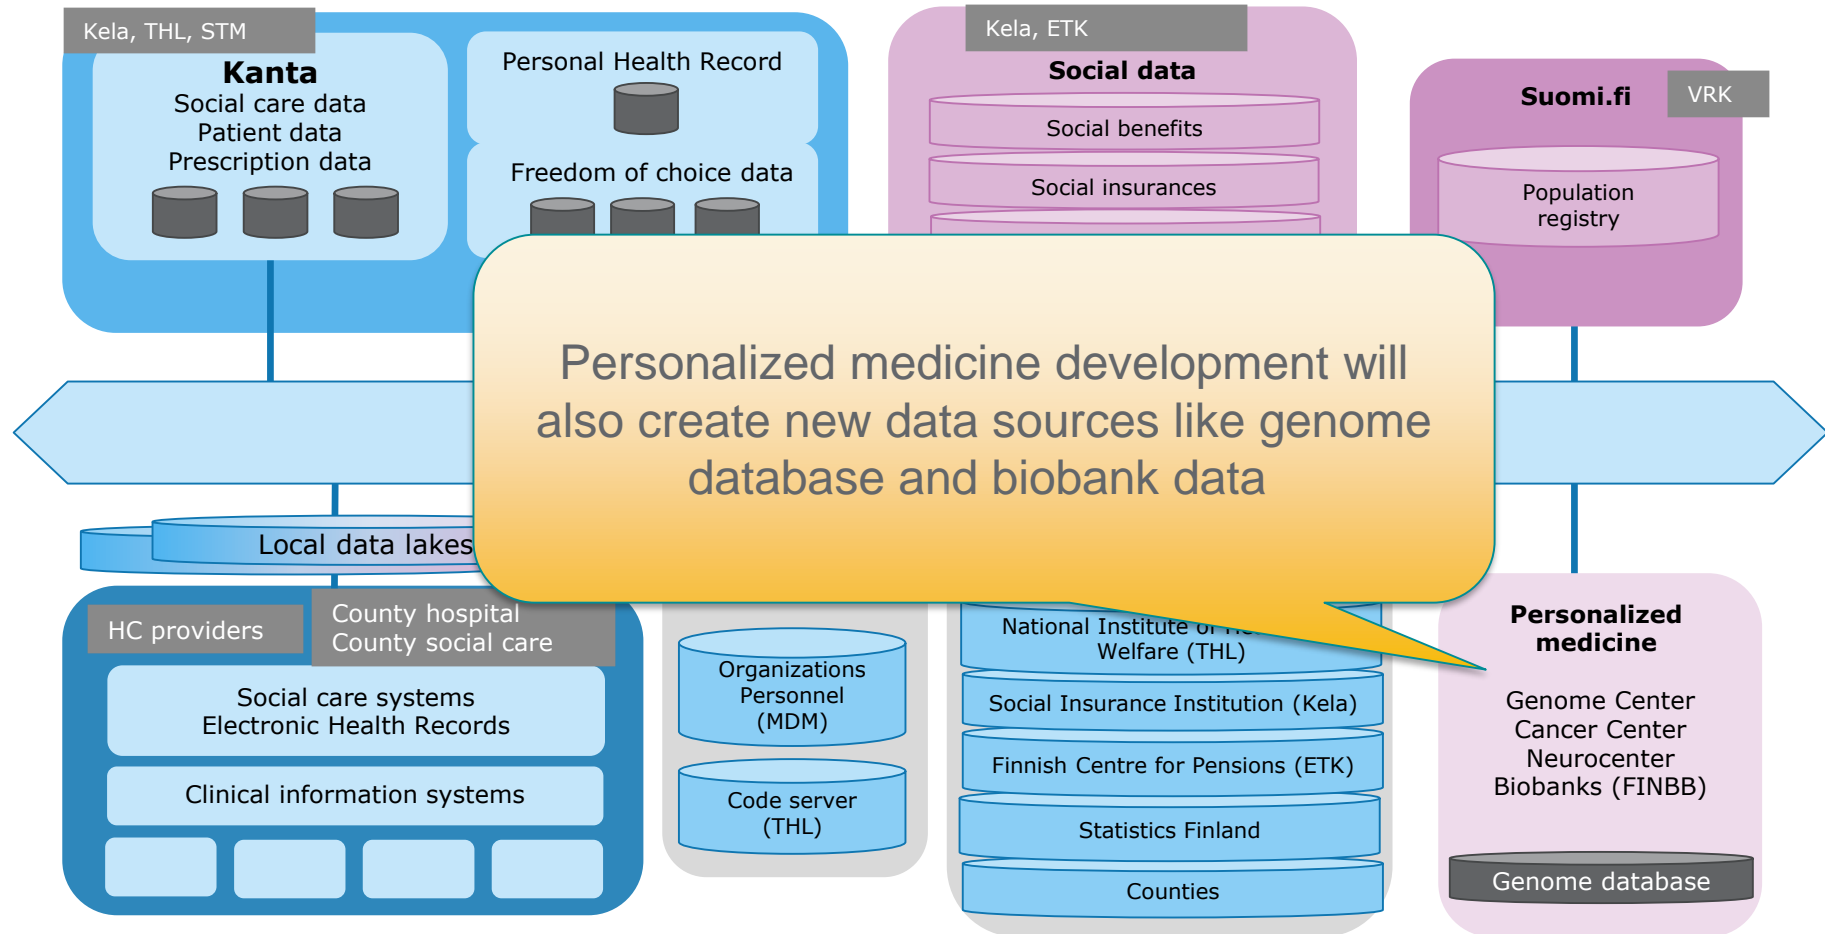 Kela, THL, STM
Kanta
Social care data
Patient data
Prescription data
Personal Health Record
Freedom of choice data
Kela, ETK
Social data
Social benefits
Social insurances
Suomi.fi
VRK
Population
registry
Personalized medicine development will
also create new data sources like genome
database and biobank data
Local data lakes
HC providers
County hospital
County social care
Social care systems
Electronic Health Records
Clinical information systems
Organizations
Personnel
(MDM)
Code server
(THL)
National Institute of
Welfare (THL)
Social Insurance Institution (Kela)
Finnish Centre for Pensions (ETK)
Statistics Finland
Counties
Personalized
medicine
Genome Center
Cancer Center
Neurocenter
Biobanks (FINBB)
Genome database